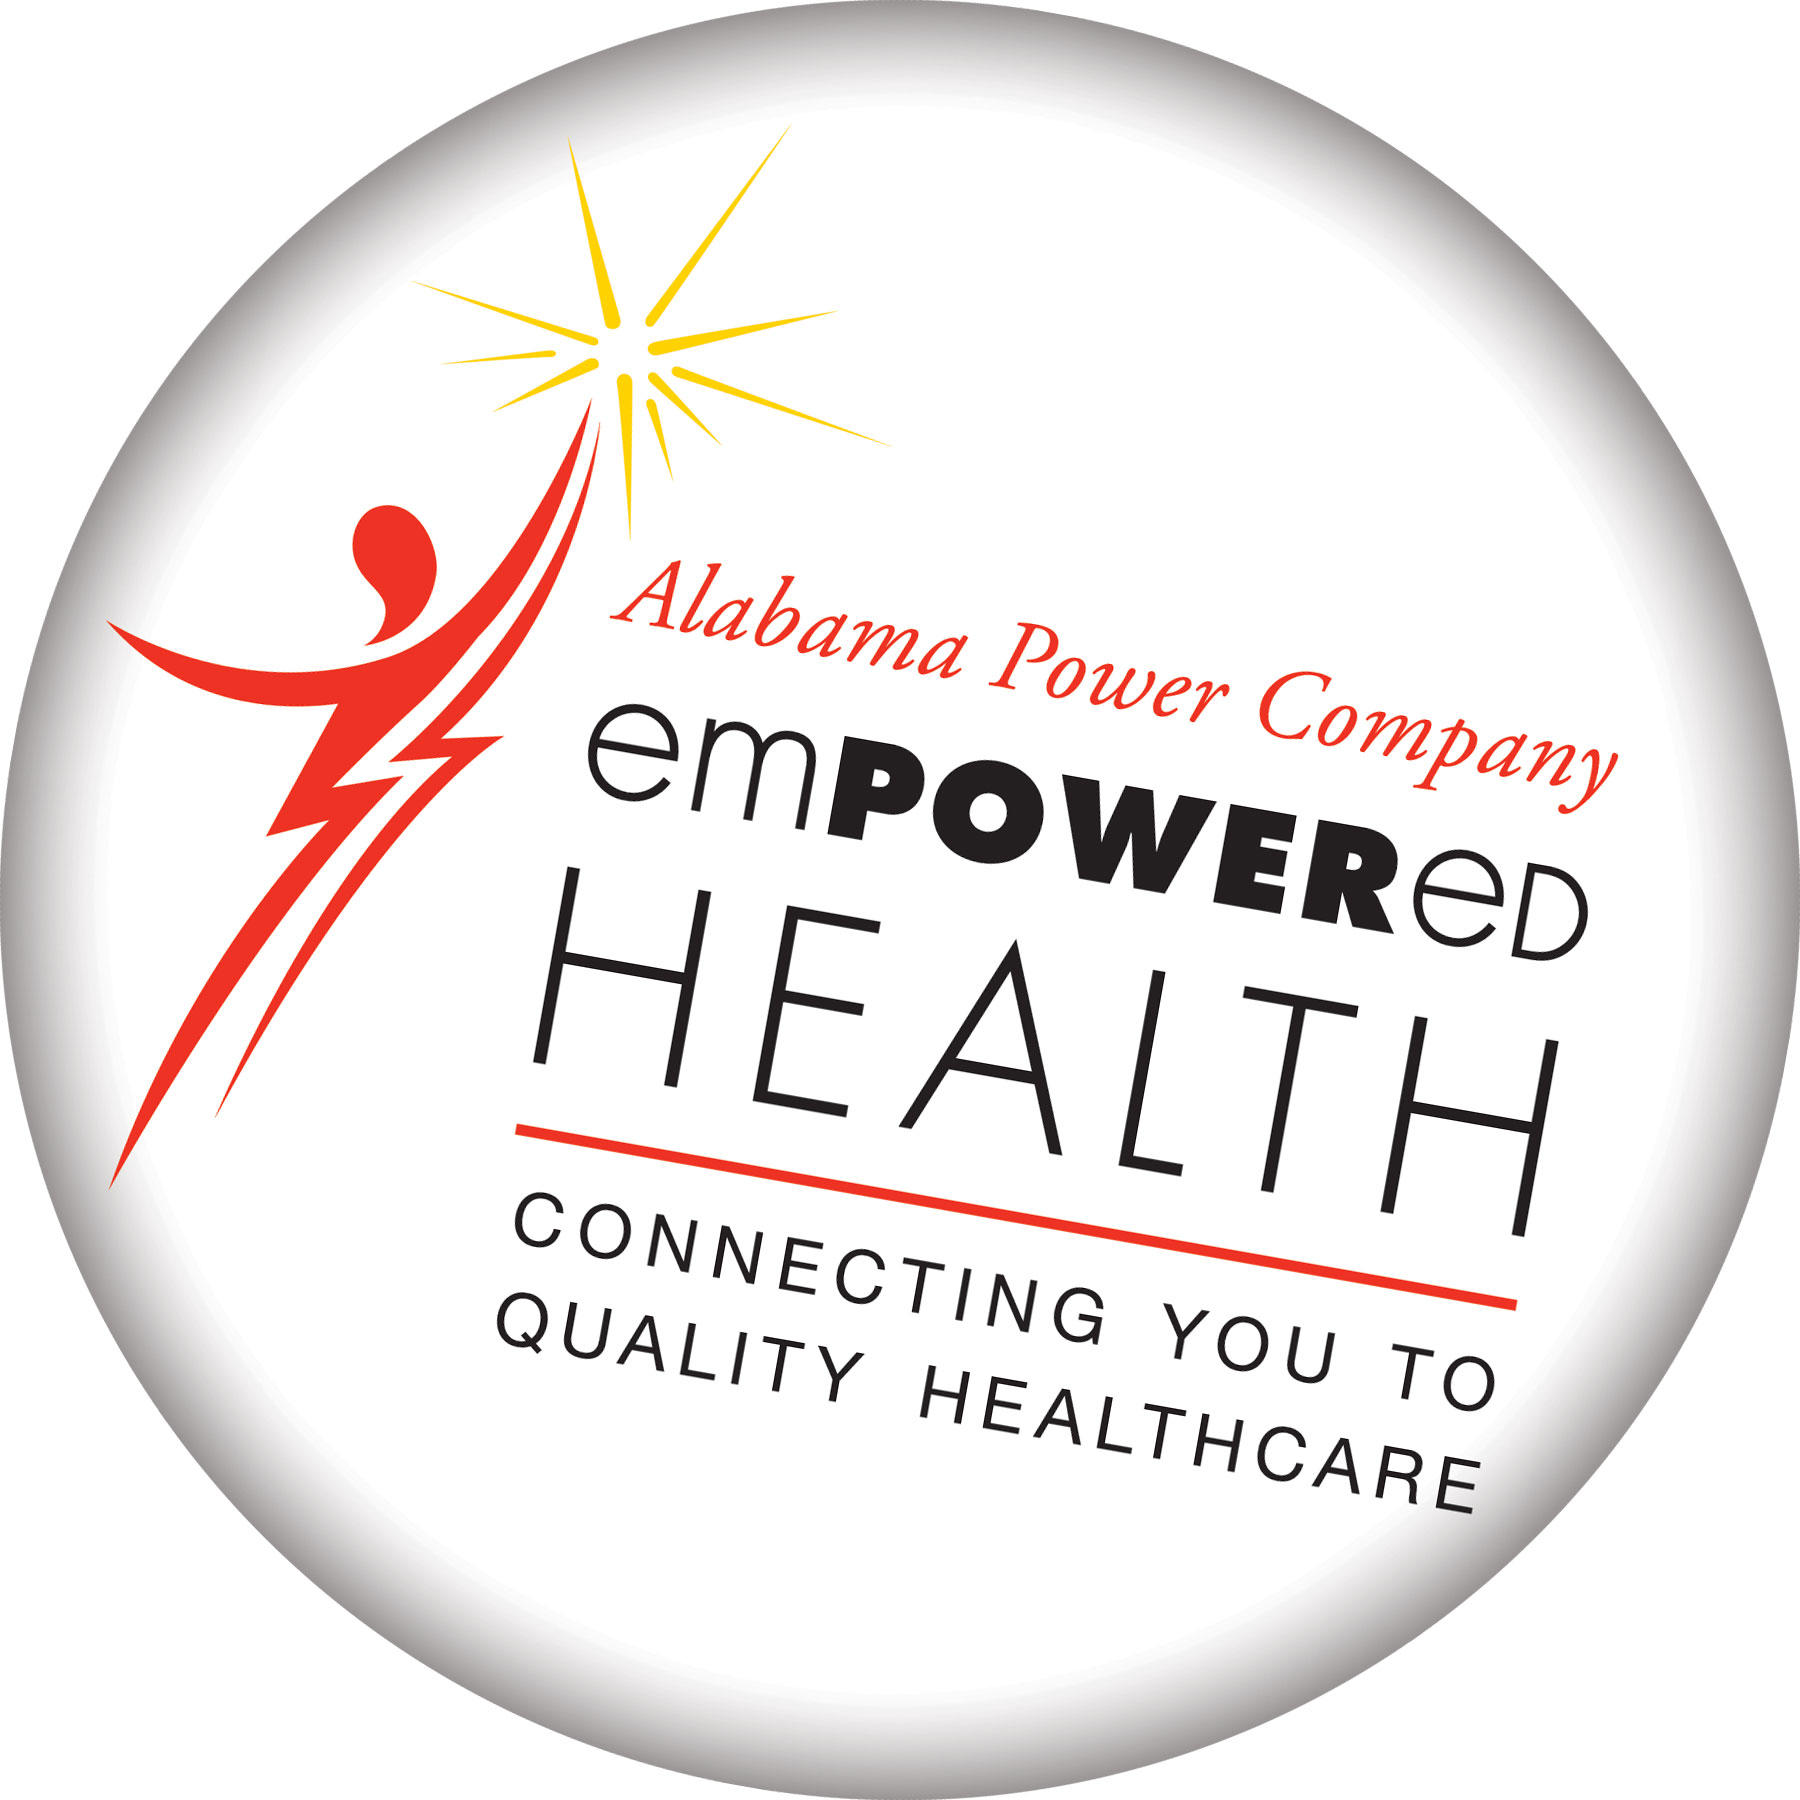 Alabama Power Company
emPOWERed
HEALTH
CONNECTING YOU TO
QUALITY HEALTHCARE